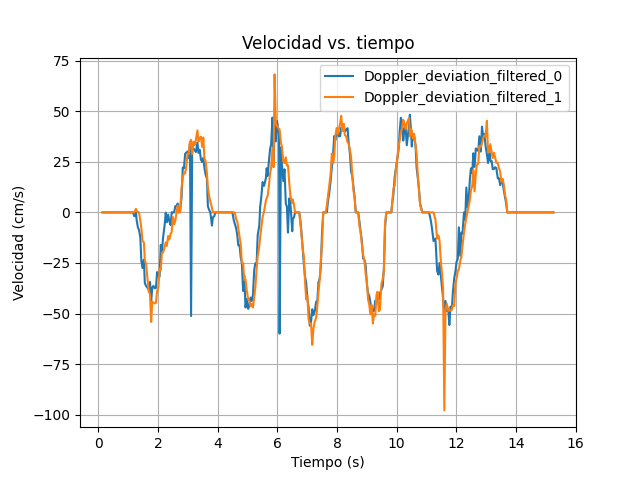 Velocidad vs. tiempo
Doppler_deviation_filtered_0
Doppler_deviation_filtered_1
75
50
25
0
−25
−50
−75
−100
Velocidad (cm/s)
0 2 4 6 8 10 12 14 16
Tiempo (s)